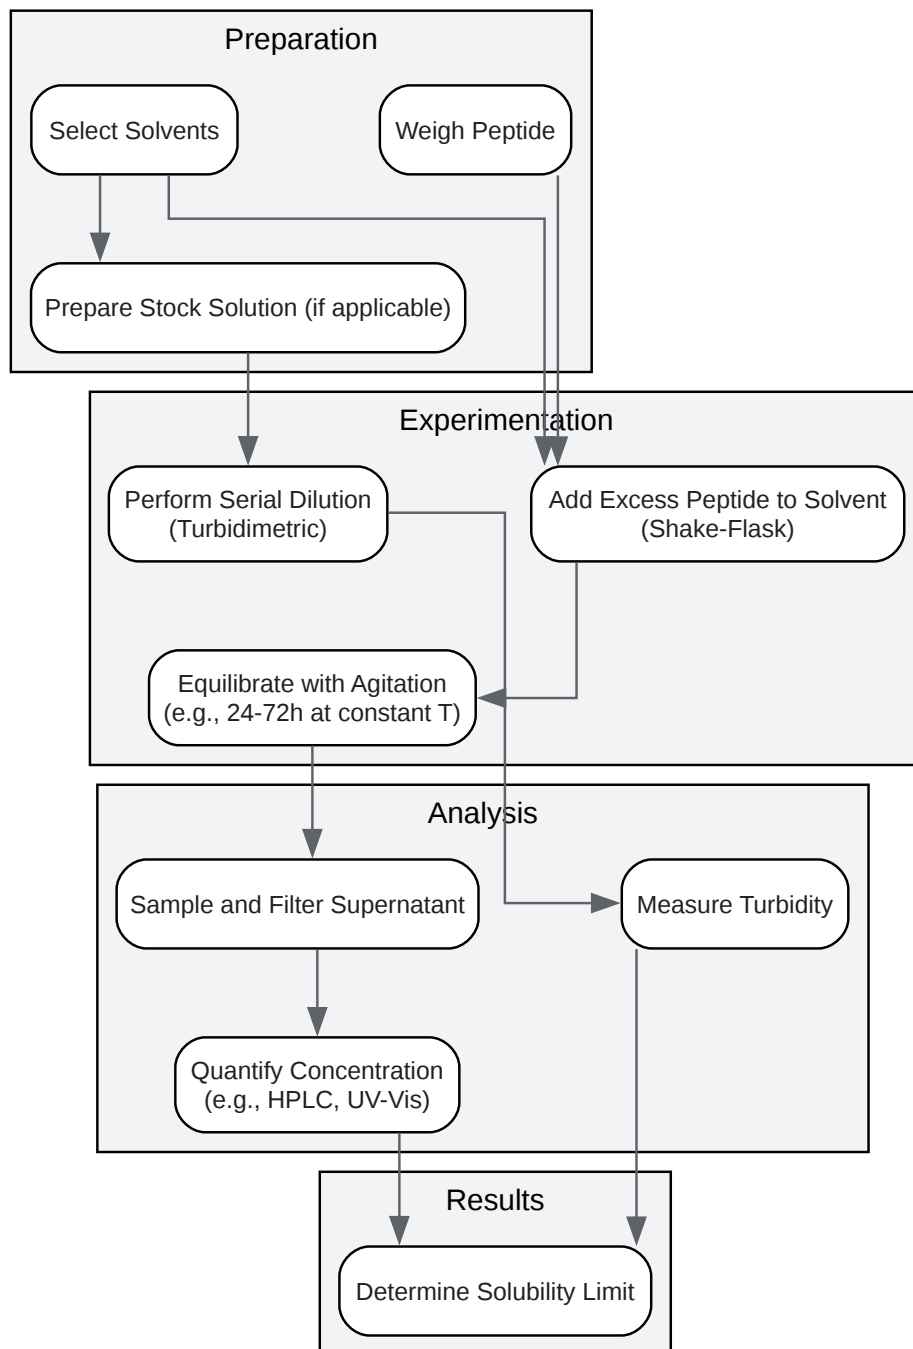 Preparation
Select Solvents
Weigh Peptide
Prepare Stock Solution (if applicable)
Experimentation
Perform Serial Dilution
(Turbidimetric)
Add Excess Peptide to Solvent
(Shake-Flask)
Equilibrate with Agitation
(e.g., 24-72h at constant T)
Analysis
Sample and Filter Supernatant
Measure Turbidity
Quantify Concentration
(e.g., HPLC, UV-Vis)
Results
Determine Solubility Limit